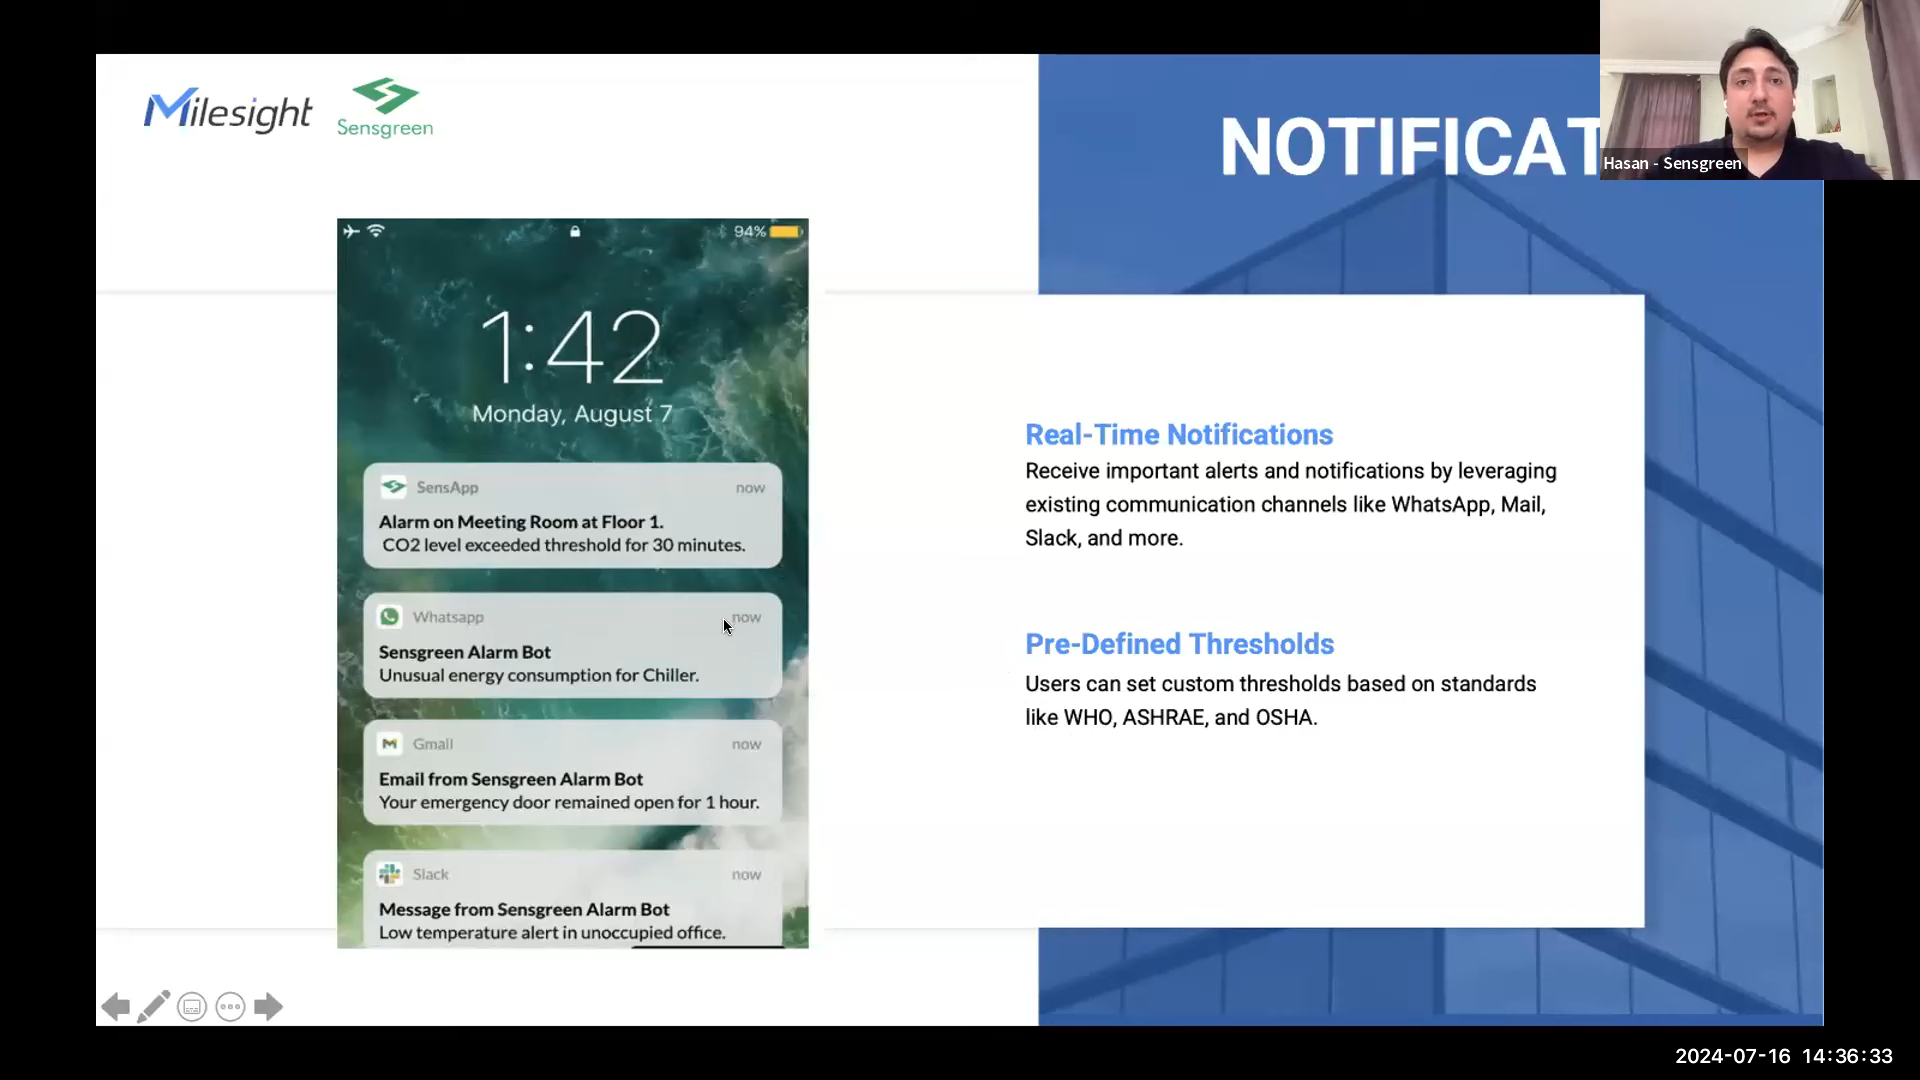 Milesight
Sensgreen
NOTIFICAT
Hasan - Sensgreen
94%
1:42
Monday, August 7
SensApp now
Alarm on Meeting Room at Floor 1.
CO2 level exceeded threshold for 30 minutes.
Whatsapp now
Sensgreen Alarm Bot
Unusual energy consumption for Chiller.
Gmail now
Email from Sensgreen Alarm Bot
Your emergency door remained open for 1 hour.
Slack now
Message from Sensgreen Alarm Bot
Low temperature alert in unoccupied office.
Real-Time Notifications
Receive important alerts and notifications by leveraging
existing communication channels like WhatsApp, Mail,
Slack, and more.
Pre-Defined Thresholds
Users can set custom thresholds based on standards
like WHO, ASHRAE, and OSHA.
2024-07-16 14:36:33